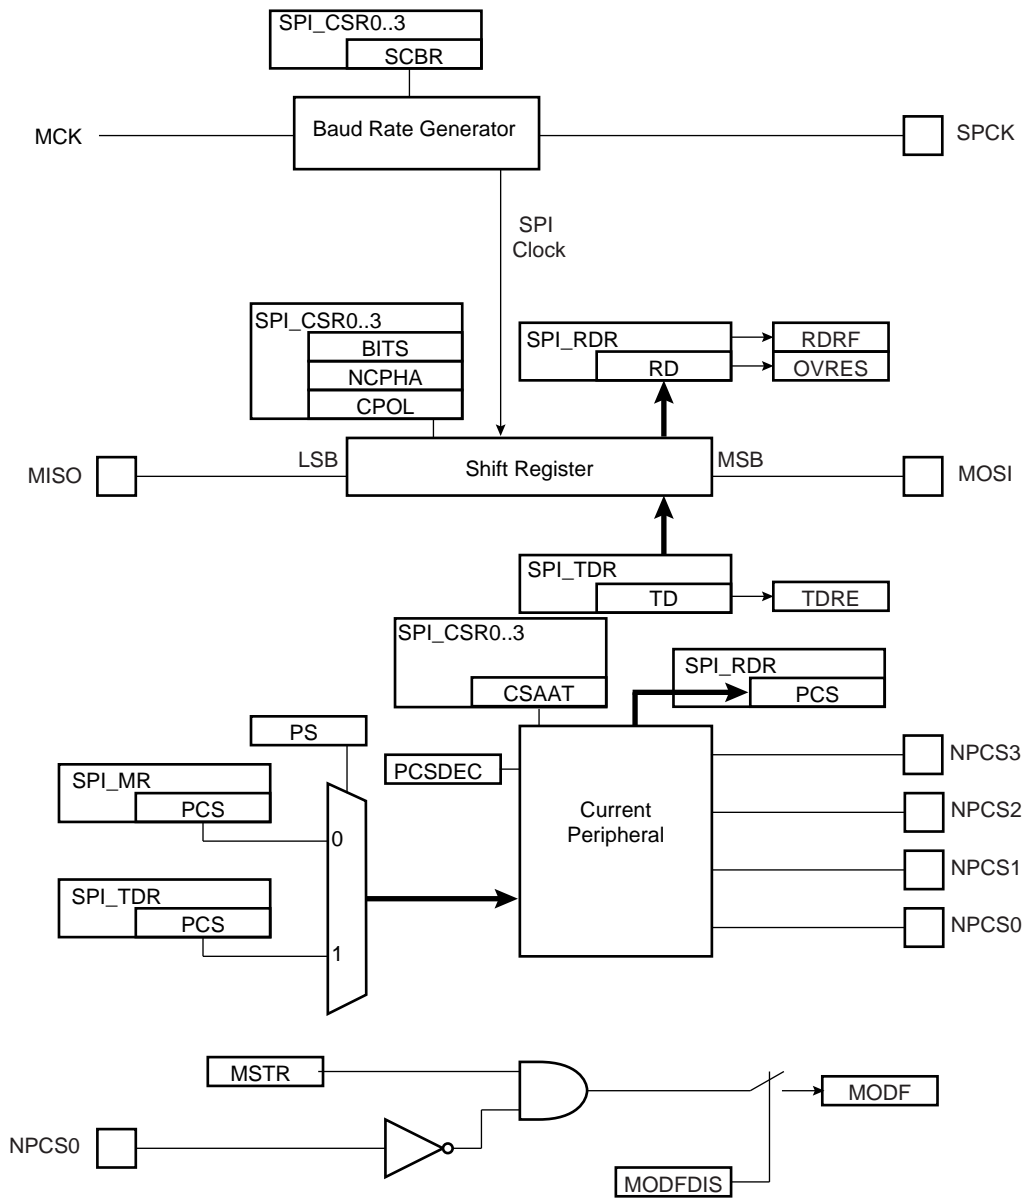 SPI_CSR0..3
SCBR
MCK
Baud Rate Generator
SPCK
SPI
Clock
SPI_CSR0..3
BITS
NCPHA
CPOL
SPI_RDR
RD
RDRF
OVRES
MISO
LSB
Shift Register
MSB
MOSI
SPI_TDR
TD
TDRE
SPI_CSR0..3
CSAAT
SPI_RDR
PCS
PS
PCSDEC
SPI_MR
PCS
0
SPI_TDR
PCS
1
Current
Peripheral
NPCS3
NPCS2
NPCS1
NPCS0
MSTR
MODF
NPCS0
MODFDIS